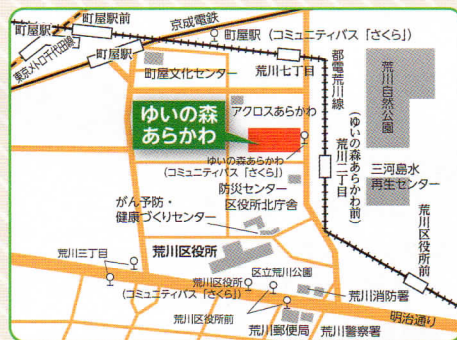 町屋駅
町屋駅前
京成電鉄
東京メトロ千代田線
町屋駅
町屋駅(コミュニティバス「さくら」)
荒川七丁目
町屋文化センター
都電荒川線
荒川自然公園
アクロスあらかわ
ゆいの森
あらかわ
ゆいの森あらかわ
(コミュニティバス「さくら」)
荒川二丁目
(ゆいの森あらかわ前)
三河島水
再生センター
防災センター
区役所北庁舎
がん予防・
健康づくりセンター
荒川区役所前
荒川区役所
荒川三丁目
区立荒川公園
荒川区役所
(コミュニティバス「さくら」)
荒川消防署
荒川区役所前
明治通り
荒川郵便局
荒川警察署